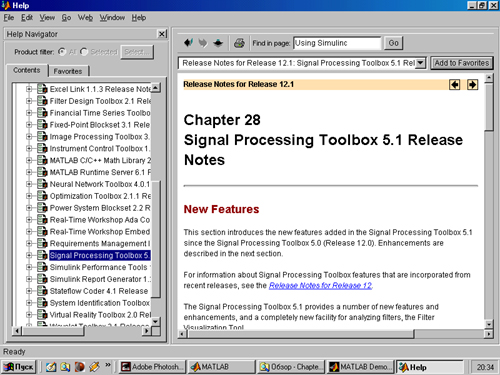 Help
File Edit View Go Web Window Help
Help Navigator
Product filter: All Selected Select...
Contents Favorites
Excel Link 1.1.3 Release Note
Filter Design Toolbox 2.1 Rele
Financial Time Series Toolbo
Fixed-Point Blockset 3.1 Rele
Image Processing Toolbox 3.
Instrument Control Toolbox 1.
MATLAB C/C++ Math Library 2
MATLAB Runtime Server 6.1 F
Neural Network Toolbox 4.0.1
Optimization Toolbox 2.1.1 Re
Power System Blockset 2.2 R
Real-Time Workshop Ada Co
Real-Time Workshop Embed
Requirements Management I
Signal Processing Toolbox 5.
Simulink Performance Tools
Simulink Report Generator 1.
Stateflow Coder 4.1 Release
System Identification Toolbox
Virtual Reality Toolbox 2.0 Rel
Wavelet Toolbox 2.1 Release
Find in page: Using Simulinc Go
Release Notes for Release 12.1: Signal Processing Toolbox 5.1 Rel Add to Favorites
Release Notes for Release 12.1
Chapter 28
Signal Processing Toolbox 5.1 Release
Notes
New Features
This section introduces the new features added in the Signal Processing Toolbox 5.1
since the Signal Processing Toolbox 5.0 (Release 12.0). Enhancements are
described in the next section.
For information about Signal Processing Toolbox features that are incorporated from
recent releases, see the Release Notes for Release 12.
The Signal Processing Toolbox 5.1 provides a number of new features and
enhancements, and a completely new facility for analyzing filters, the Filter
Visualization Tool
Ready
Пуск Adobe Photosh... MATLAB Обзор - Chapte... MATLAB Demo... Help 20:34